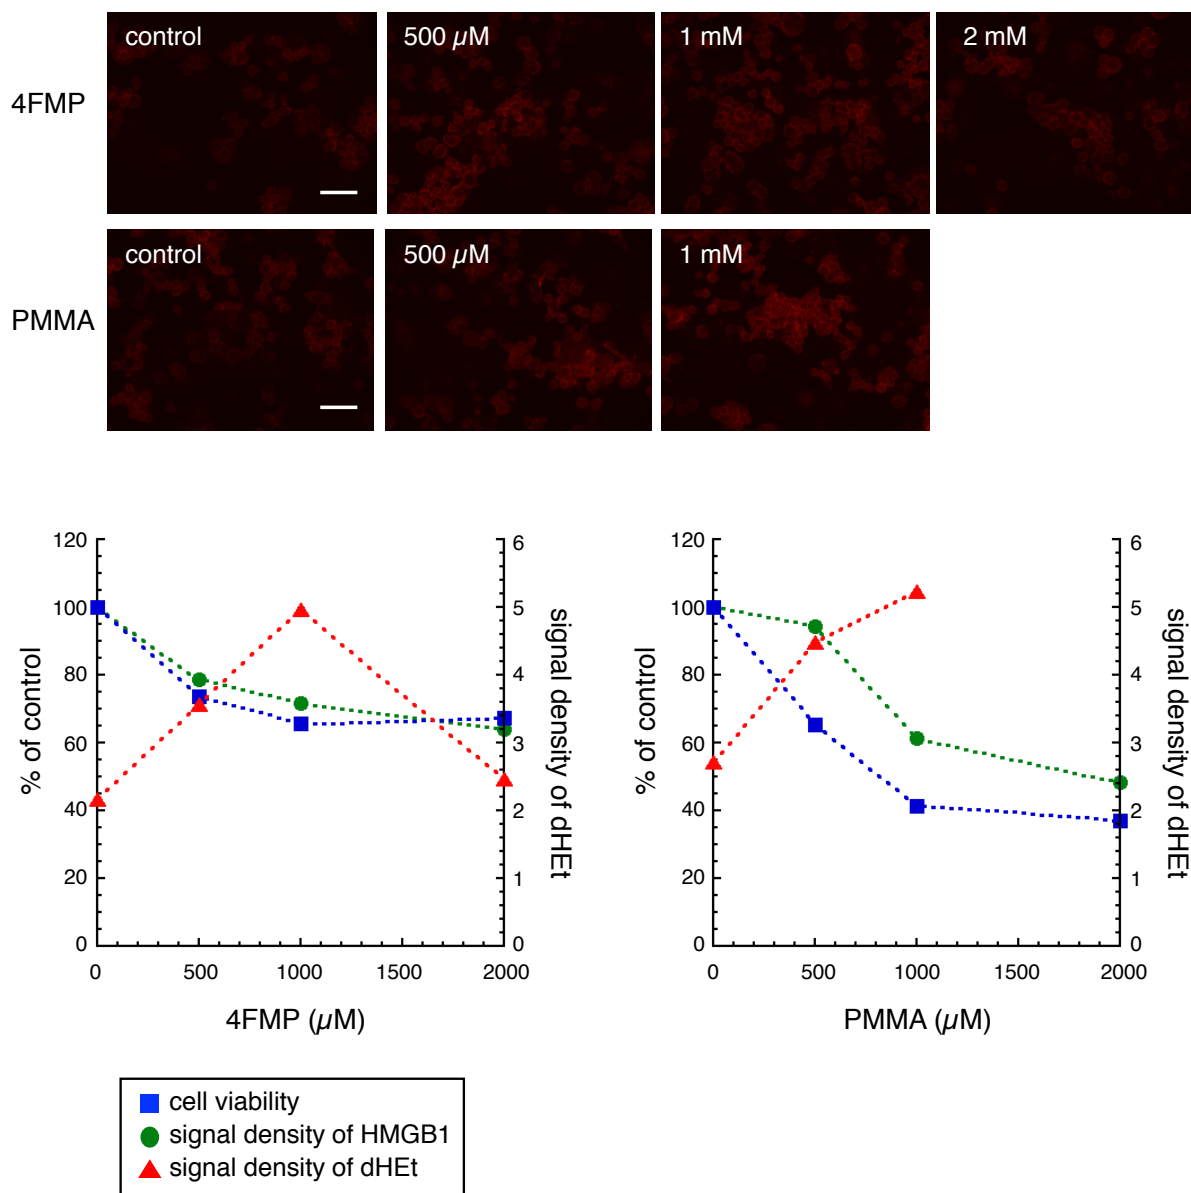 4FMP
control
500 µM
1 mM
2 mM
PMMA
control
500 µM
1 mM
% of control
120
100
80
60
40
20
0
6
5
4
3
2
1
0
signal density of dHEt
0 500 1000 1500 2000
4FMP (µM)
% of control
120
100
80
60
40
20
0
6
5
4
3
2
1
0
signal density of dHEt
0 500 1000 1500 2000
PMMA (µM)
cell viability
signal density of HMGB1
signal density of dHEt